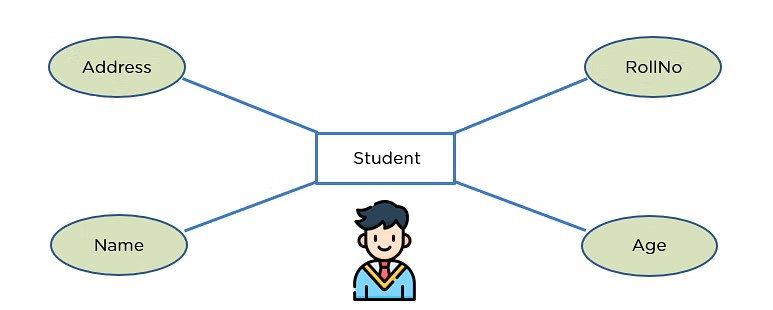 Address
RollNo
Student
Name
Age